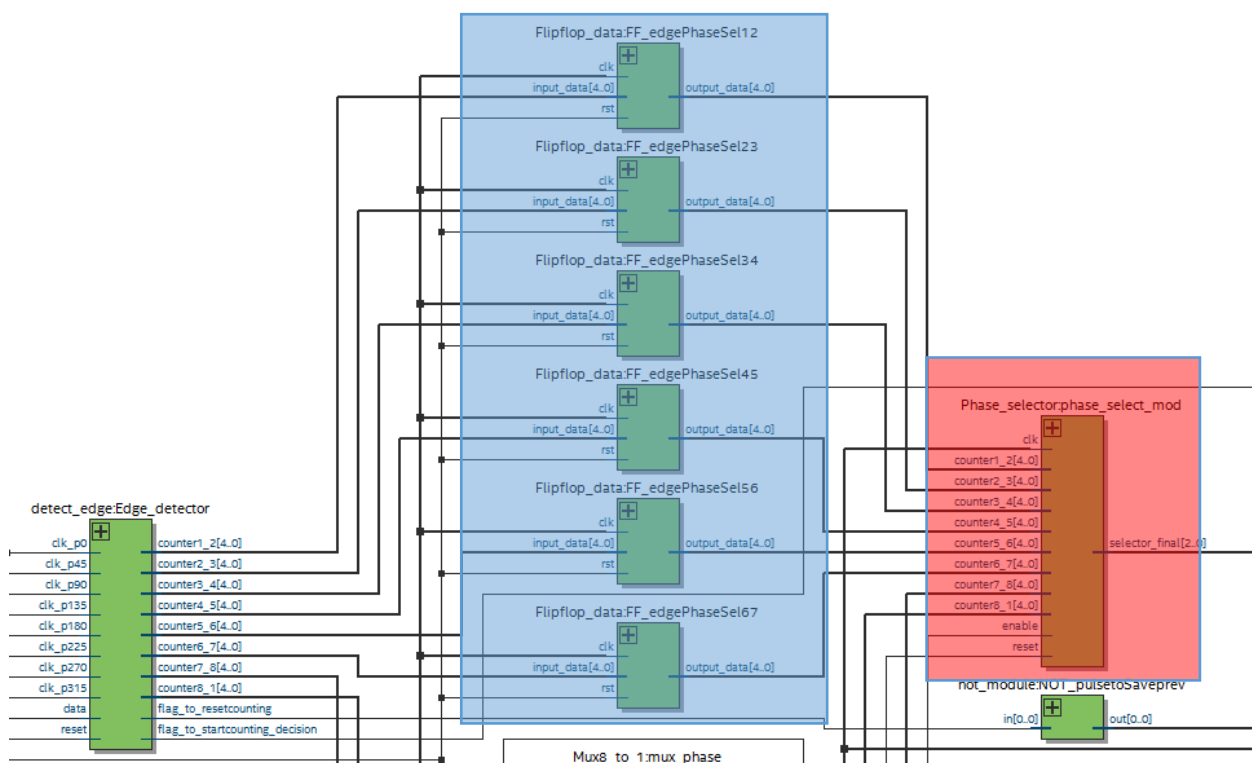 Flipflop_data:FF_edgePhaseSel12
clk
input_data[4..0]
output_data[4..0]
rst
Flipflop_data:FF_edgePhaseSel23
clk
input_data[4..0]
output_data[4..0]
rst
Flipflop_data:FF_edgePhaseSel34
clk
input_data[4..0]
output_data[4..0]
rst
Flipflop_data:FF_edgePhaseSel45
clk
input_data[4..0]
output_data[4..0]
rst
Flipflop_data:FF_edgePhaseSel56
clk
input_data[4..0]
output_data[4..0]
rst
Flipflop_data:FF_edgePhaseSel67
clk
input_data[4..0]
output_data[4..0]
rst
detect_edge:Edge_detector
clk_p0
clk_p45
clk_p90
clk_p135
clk_p180
clk_p225
clk_p270
clk_p315
data
reset
counter1_2[4..0]
counter2_3[4..0]
counter3_4[4..0]
counter4_5[4..0]
counter5_6[4..0]
counter6_7[4..0]
counter7_8[4..0]
counter8_1[4..0]
flag_to_resetcounting
flag_to_startcounting_decision
Phase_selector:phase_select_mod
clk
counter1_2[4..0]
counter2_3[4..0]
counter3_4[4..0]
counter4_5[4..0]
counter5_6[4..0]
counter6_7[4..0]
counter7_8[4..0]
counter8_1[4..0]
enable
reset
selector_final[2..0]
not_module:NOT_pulsetoSaveprev
in[0..0]
out[0..0]
Mux8_to_1:mux_phase